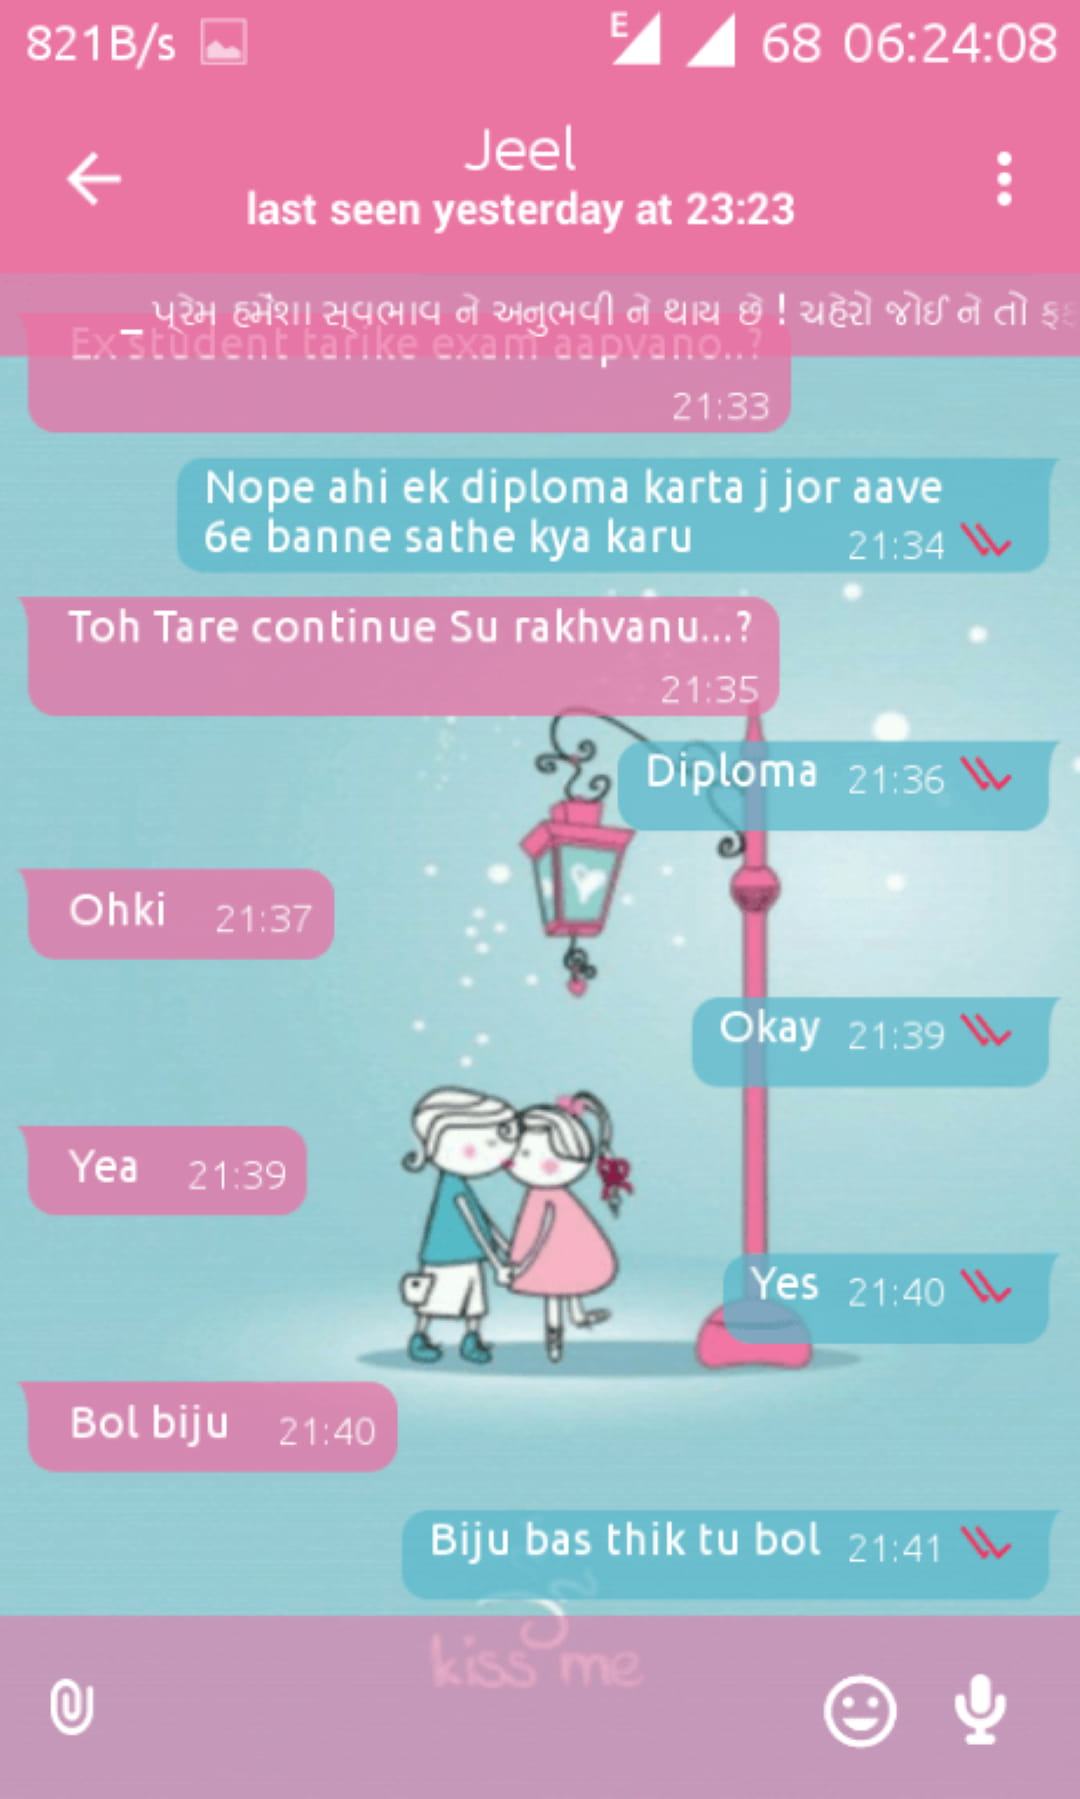 821B/s E 68 06:24:08
Jeel
last seen yesterday at 23:23
_ પ્રેમ હમેંશા સ્વભાવ ને અનુભવી ને થાય છે ! ચહેરો જોઈ ને તો
Ex student tarike exam aapvano..?
21:33
Nope ahi ek diploma karta j jor aave
6e banne sathe kya karu 21:34
Toh Tare continue Su rakhvanu...?
21:35
Diploma 21:36
Ohki 21:37
Okay 21:39
Yea 21:39
Yes 21:40
Bol biju 21:40
Biju bas thik tu bol 21:41
kiss me